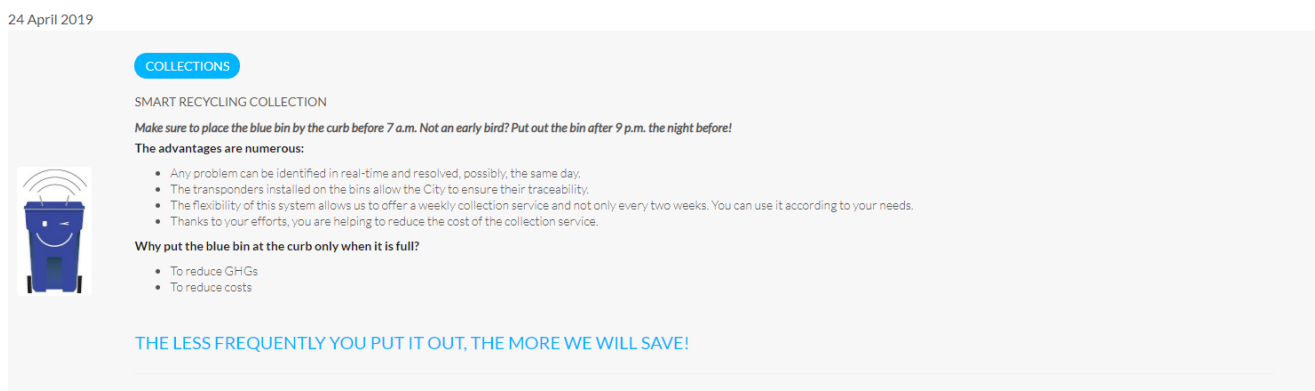 24 April 2019
COLLECTIONS
SMART RECYCLING COLLECTION
Make sure to place the blue bin by the curb before 7 a.m. Not an early bird? Put out the bin after 9 p.m. the night before!
The advantages are numerous:
• Any problem can be identified in real-time and resolved, possibly, the same day.
• The transponders installed on the bins allow the City to ensure their traceability.
• The flexibility of this system allows us to offer a weekly collection service and not only every two weeks. You can use it according to your needs.
• Thanks to your efforts, you are helping to reduce the cost of the collection service.
Why put the blue bin at the curb only when it is full?
• To reduce GHGs
• To reduce costs
THE LESS FREQUENTLY YOU PUT IT OUT, THE MORE WE WILL SAVE!